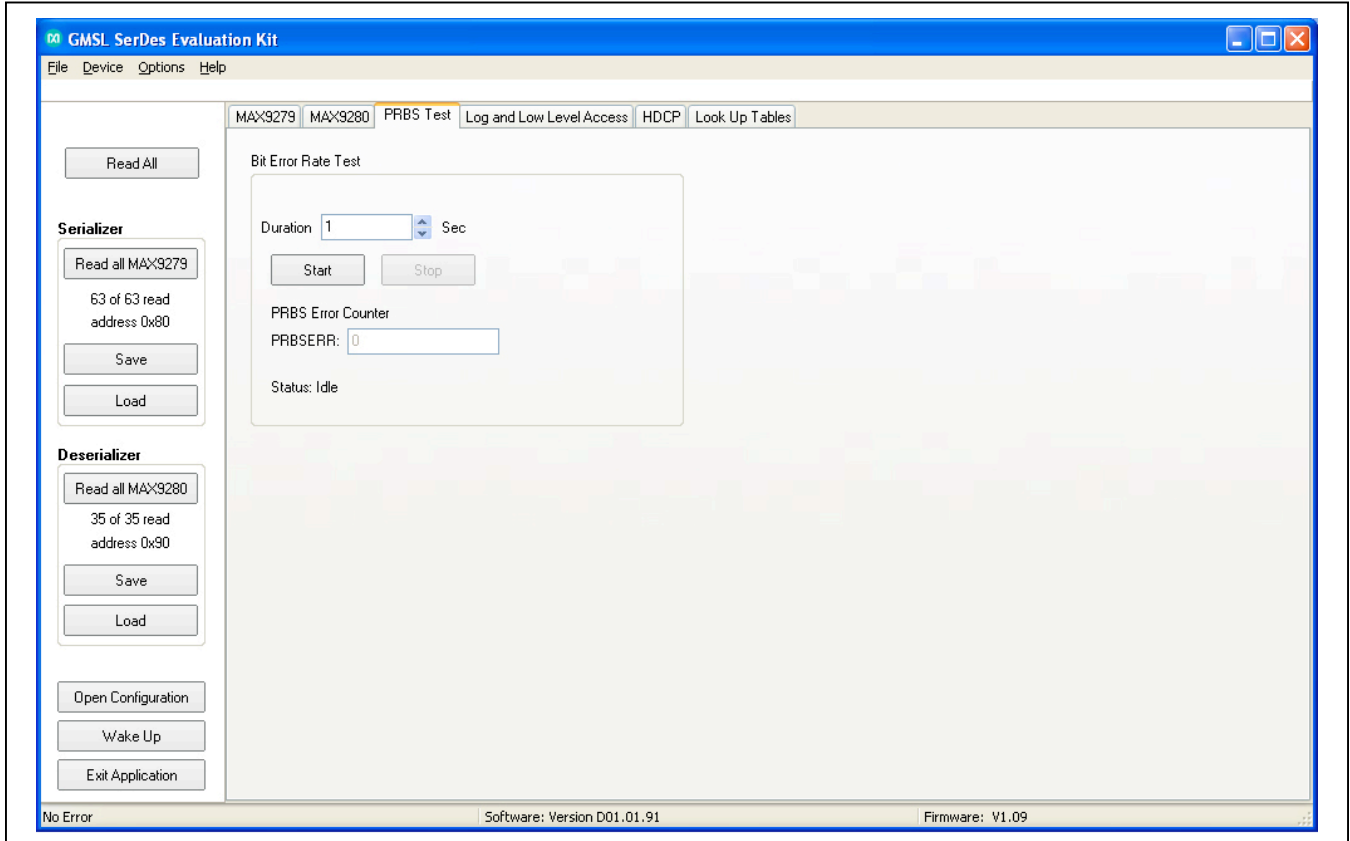 GMSL SerDes Evaluation Kit
File Device Options Help
MAX9279 MAX9280 PRBS Test Log and Low Level Access HDCP Look Up Tables
Read All
Serializer
Read all MAX9279
63 of 63 read
address 0x80
Save
Load
Deserializer
Read all MAX9280
35 of 35 read
address 0x90
Save
Load
Open Configuration
Wake Up
Exit Application
Bit Error Rate Test
Duration 1 Sec
Start Stop
PRBS Error Counter
PRBSERR: 0
Status: Idle
No Error Software: Version D01.01.91 Firmware: V1.09